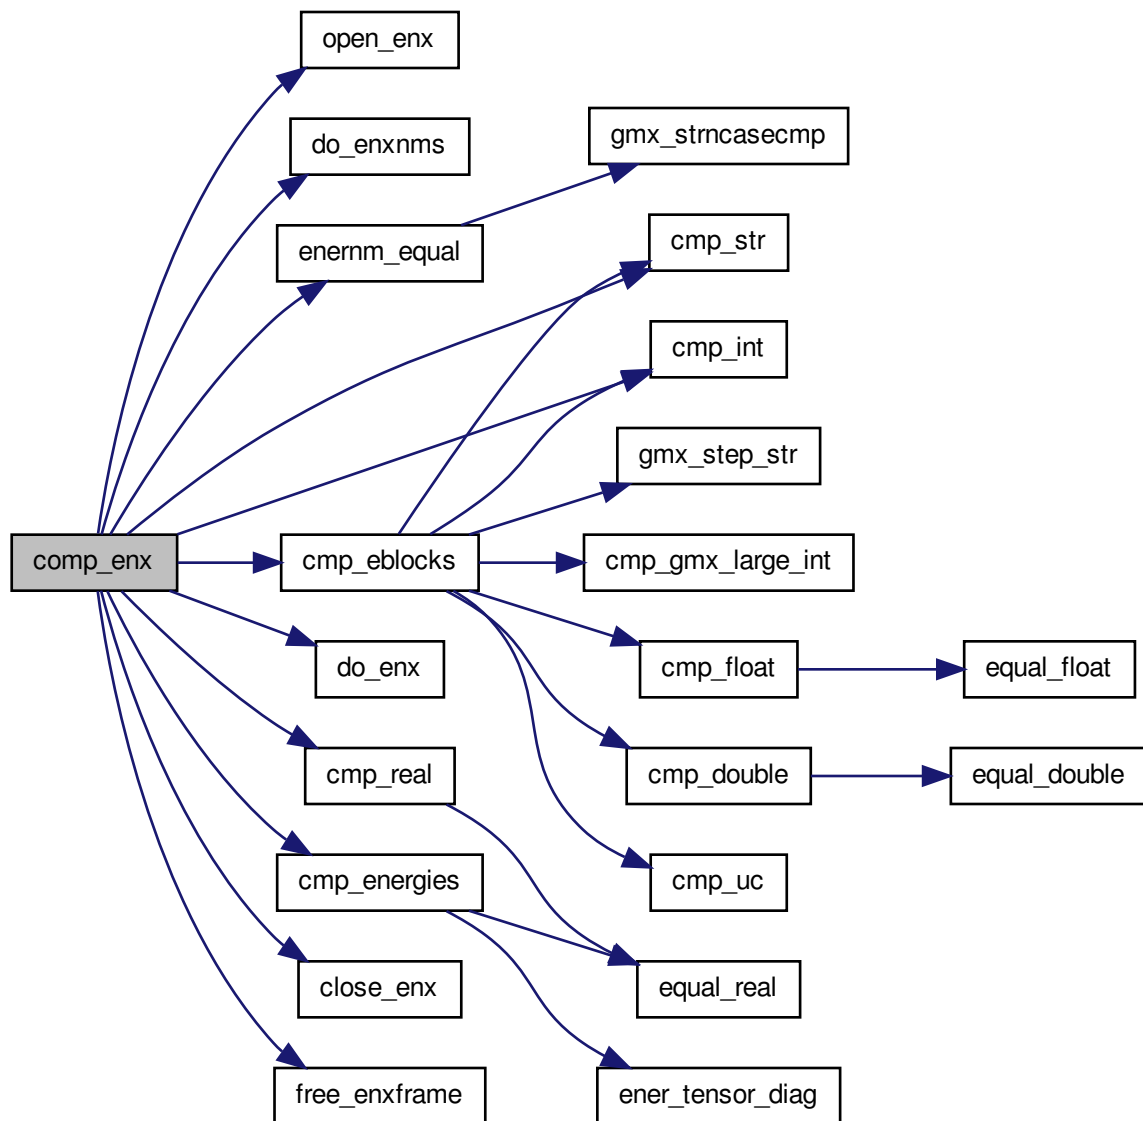 open_enx
do_enxnms
gmx_strncasecmp
enernm_equal
cmp_str
cmp_int
gmx_step_str
comp_enx
cmp_eblocks
cmp_gmx_large_int
do_enx
cmp_float
equal_float
cmp_real
cmp_double
equal_double
cmp_energies
cmp_uc
close_enx
equal_real
free_enxframe
ener_tensor_diag